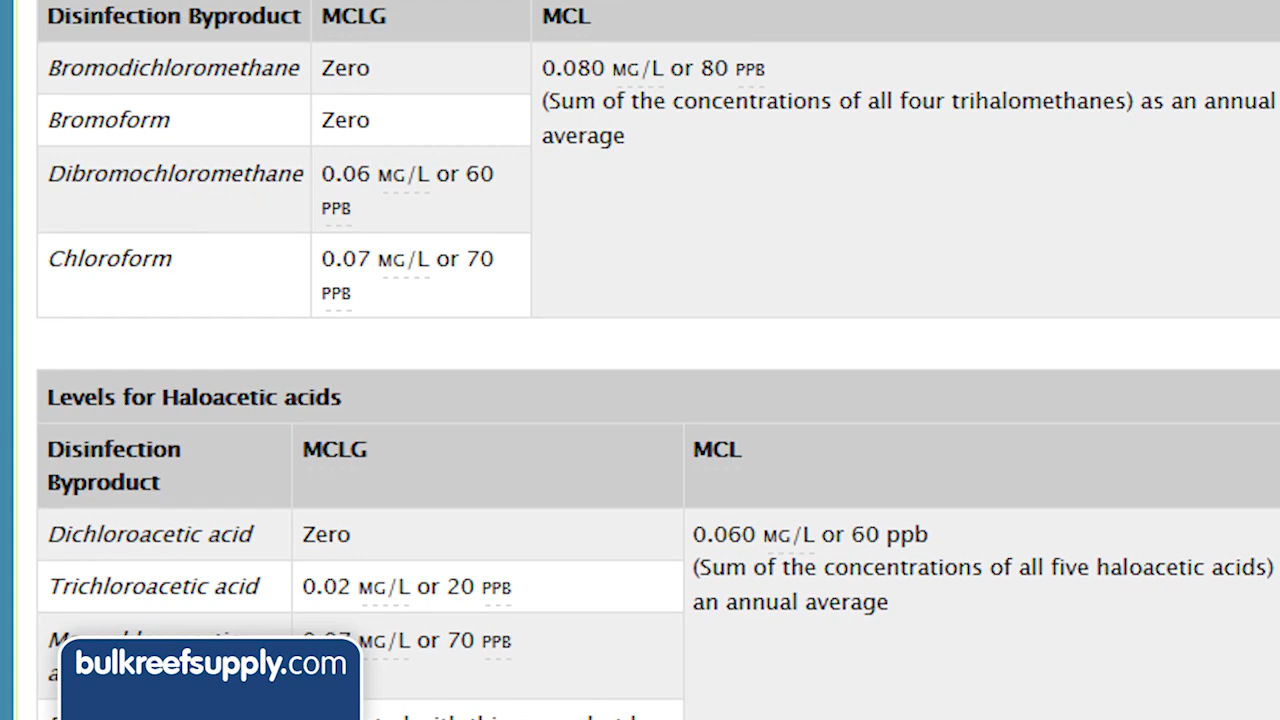 Disinfection Byproduct MCLG MCL
Bromodichloromethane Zero 0.080 MG/L or 80 PPB
(Sum of the concentrations of all four trihalomethanes) as an annual
average
Bromoform Zero
Dibromochloromethane 0.06 MG/L or 60
PPB
Chloroform 0.07 MG/L or 70
PPB
Levels for Haloacetic acids
Disinfection
Byproduct
MCLG
MCL
Dichloroacetic acid Zero 0.060 MG/L or 60 ppb
(Sum of the concentrations of all five haloacetic acids)
an annual average
Trichloroacetic acid 0.02 MG/L or 20 PPB
MG/L or 70 PPB
bulkreefsupply.com